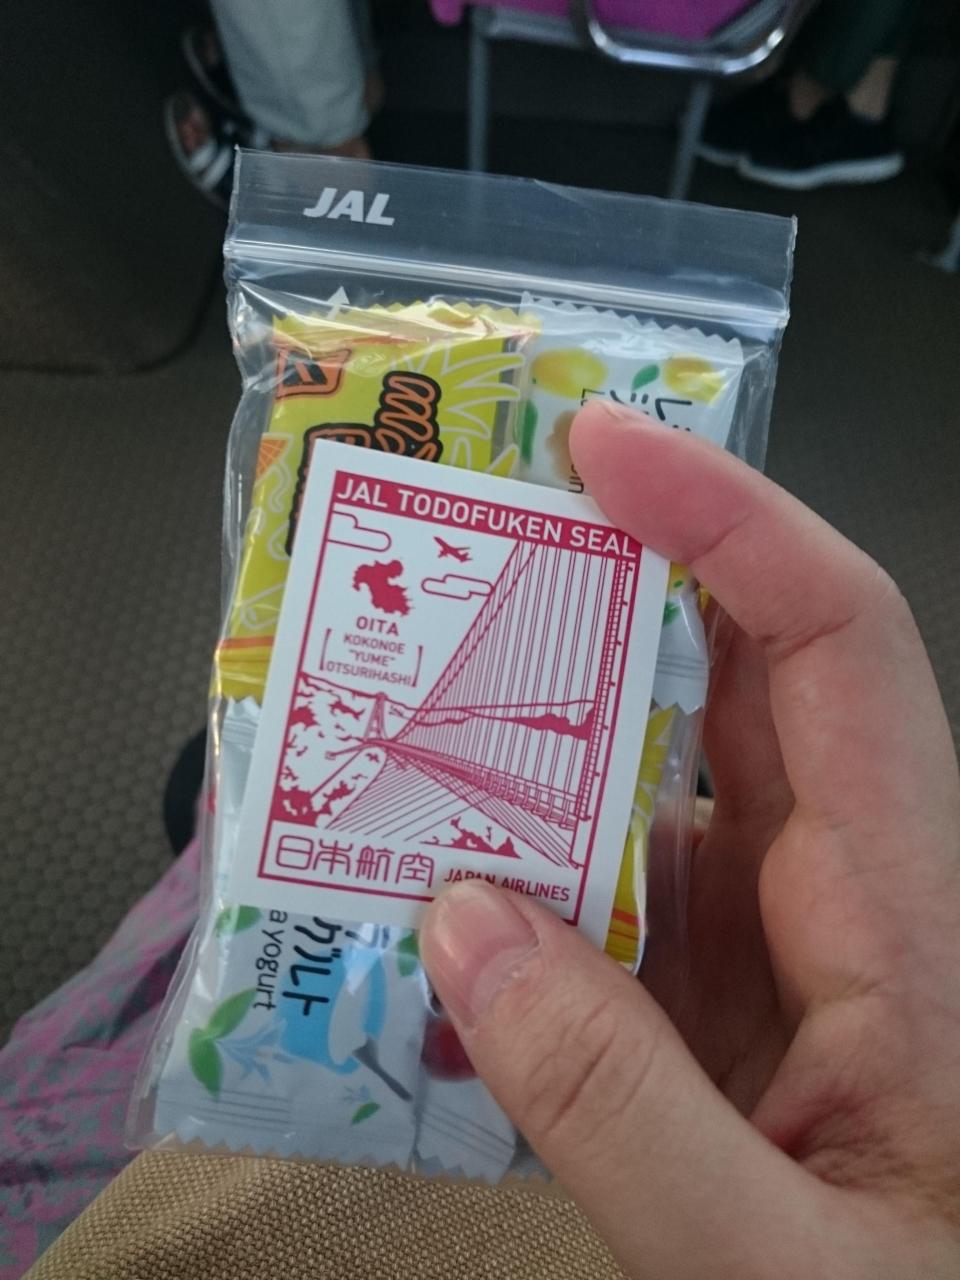 JAL
JAL TODOFUKEN SEAL
OITA
KOKONOE
"YUME"
OTSURIHASHI
日本航空
JAPAN AIRLINES
グルト
yogurt